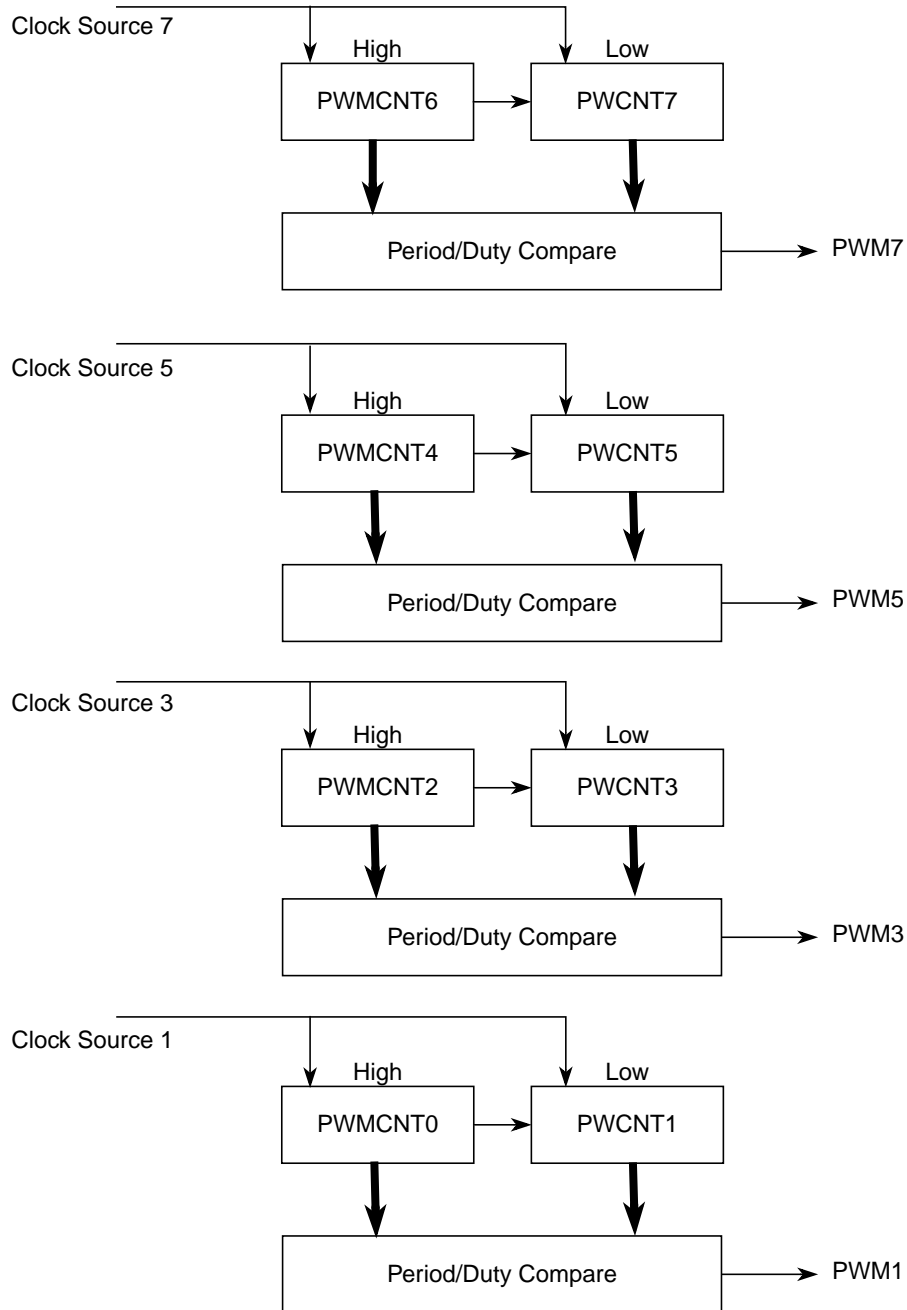 Clock Source 7
High
Low
PWMCNT6
PWCNT7
Period/Duty Compare
PWM7
Clock Source 5
High
Low
PWMCNT4
PWCNT5
Period/Duty Compare
PWM5
Clock Source 3
High
Low
PWMCNT2
PWCNT3
Period/Duty Compare
PWM3
Clock Source 1
High
Low
PWMCNT0
PWCNT1
Period/Duty Compare
PWM1